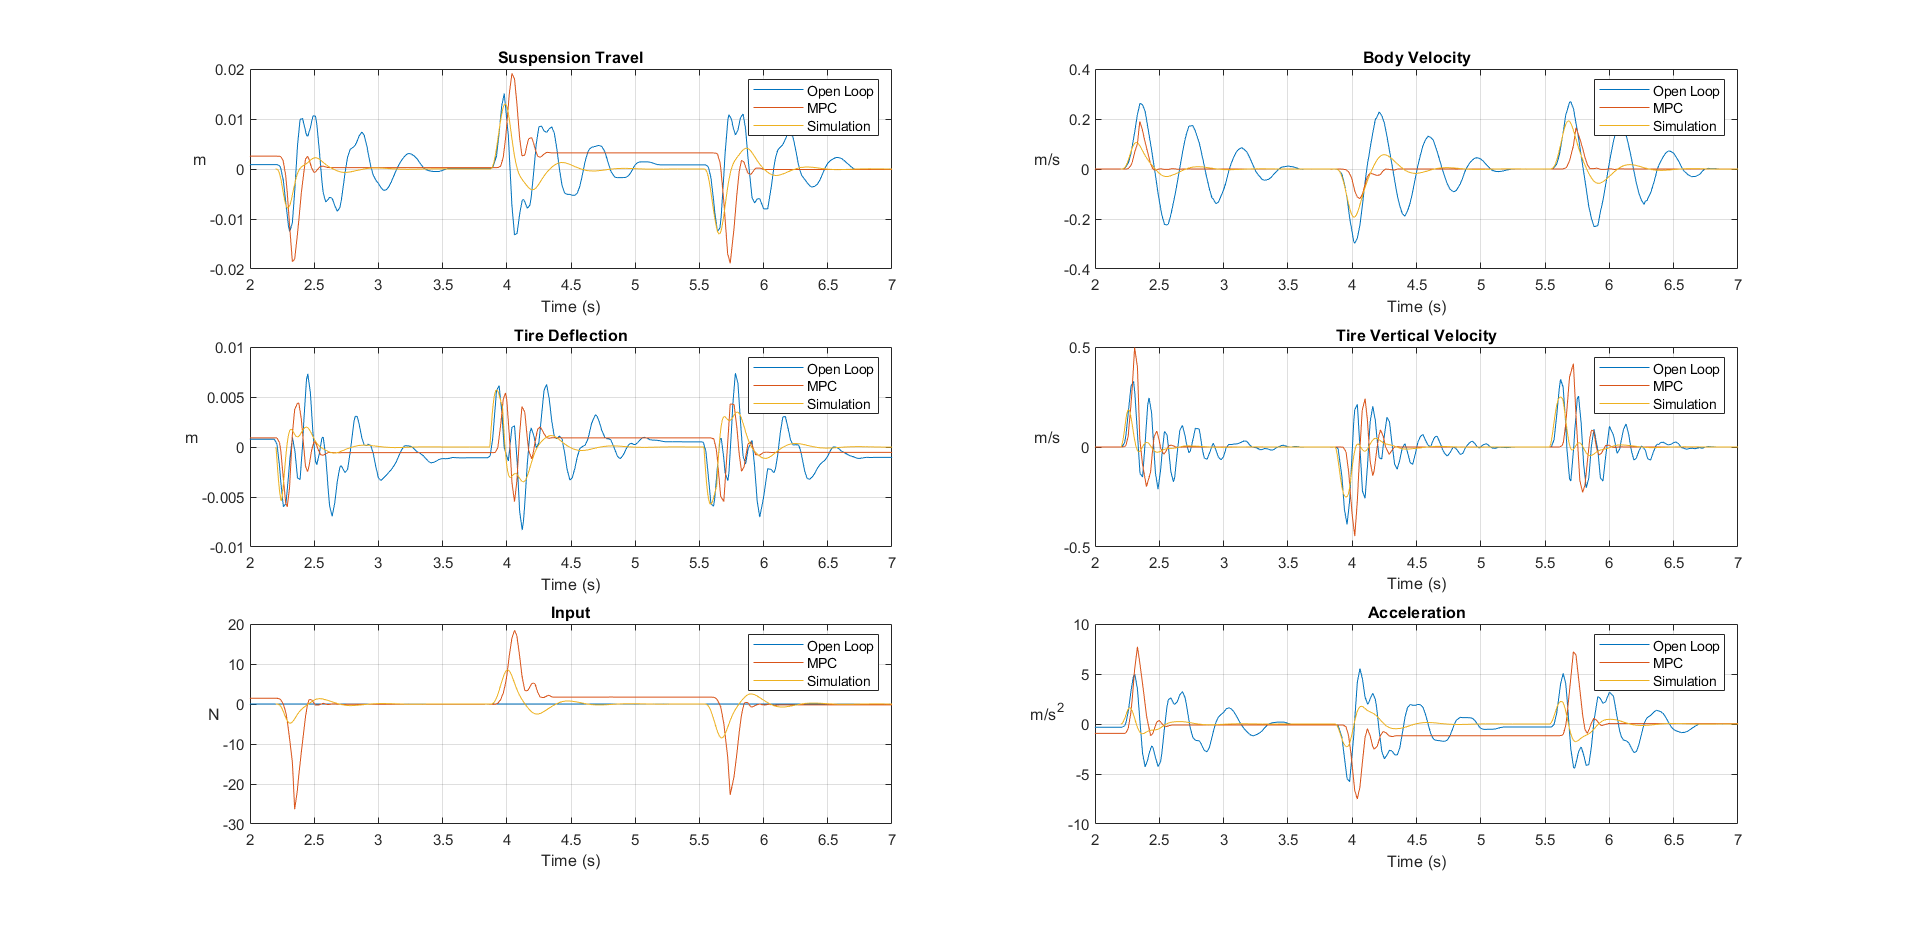 Suspension Travel
0.02
0.01
0
-0.01
-0.02
m
2 2.5 3 3.5 4 4.5 5 5.5 6 6.5 7
Time (s)
Open Loop
MPC
Simulation
Body Velocity
0.4
0.2
0
-0.2
-0.4
m/s
2 2.5 3 3.5 4 4.5 5 5.5 6 6.5 7
Time (s)
Open Loop
MPC
Simulation
Tire Deflection
0.01
0.005
0
-0.005
-0.01
m
2 2.5 3 3.5 4 4.5 5 5.5 6 6.5 7
Time (s)
Open Loop
MPC
Simulation
Tire Vertical Velocity
0.5
0
-0.5
m/s
2 2.5 3 3.5 4 4.5 5 5.5 6 6.5 7
Time (s)
Open Loop
MPC
Simulation
Input
20
10
0
-10
-20
-30
N
2 2.5 3 3.5 4 4.5 5 5.5 6 6.5 7
Time (s)
Open Loop
MPC
Simulation
Acceleration
10
5
0
-5
-10
m/s²
2 2.5 3 3.5 4 4.5 5 5.5 6 6.5 7
Time (s)
Open Loop
MPC
Simulation